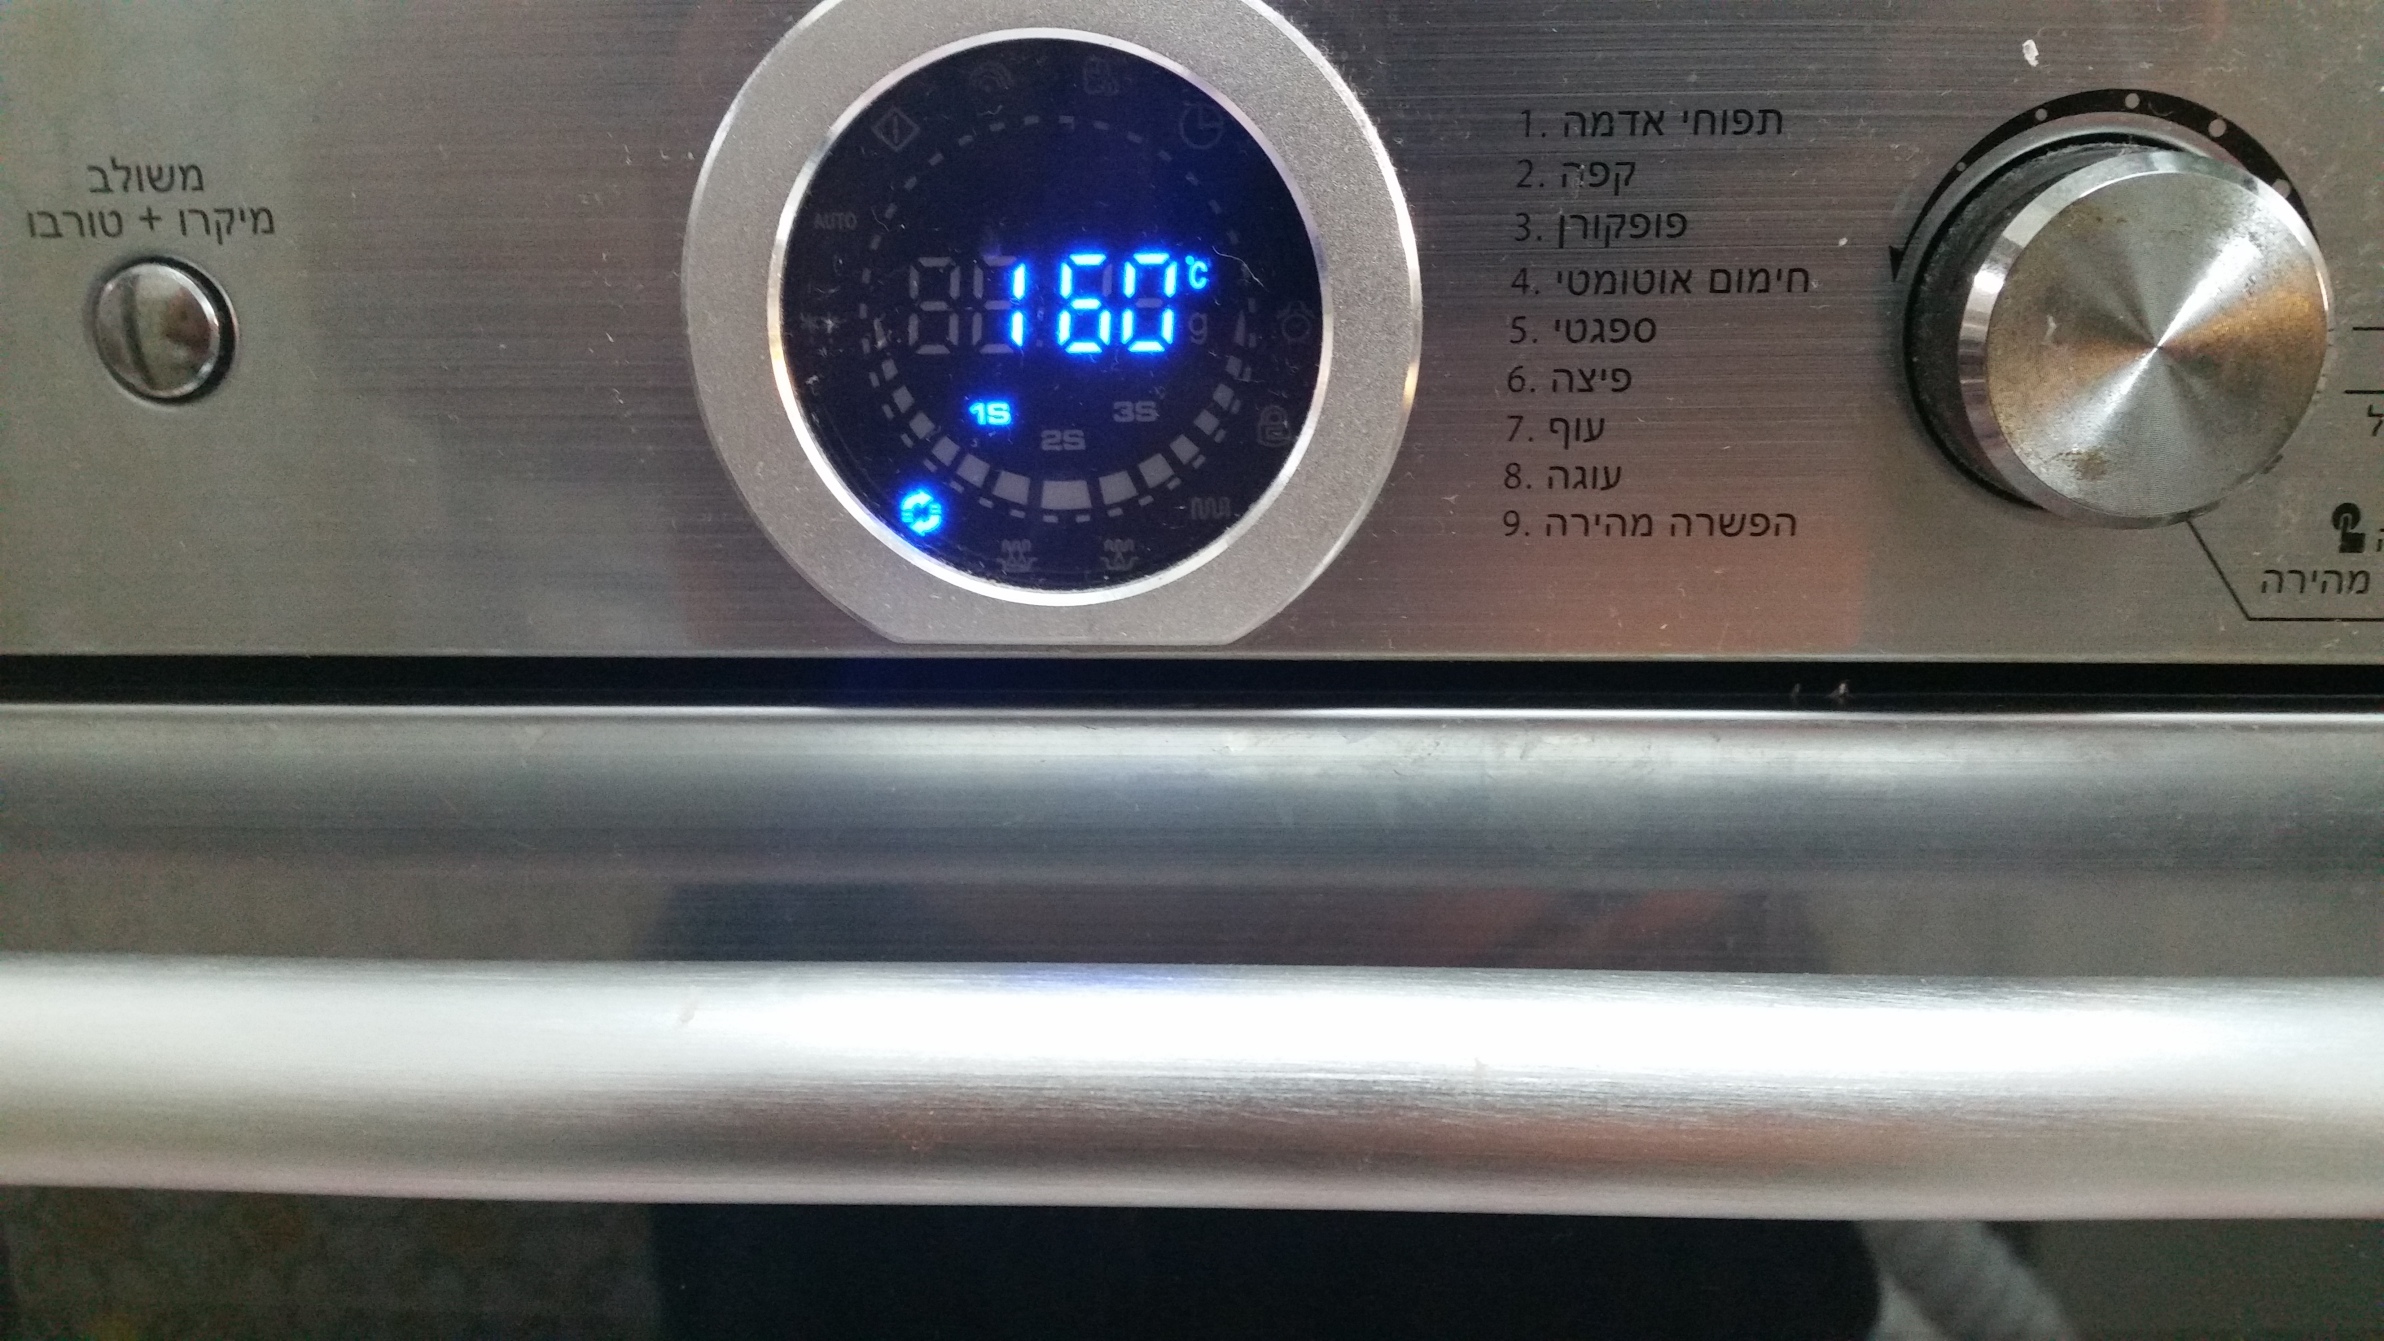 משולב
מיקרו + טורבו
AUTO
160°C
g
1S
2S
3S
1. תפוחי אדמה
2. קפה
3. פופקורן
4. חימום אוטומטי
5. ספגטי
6. פיצה
7. עוף
8. עוגה
9. הפשרה מהירה
מהירה